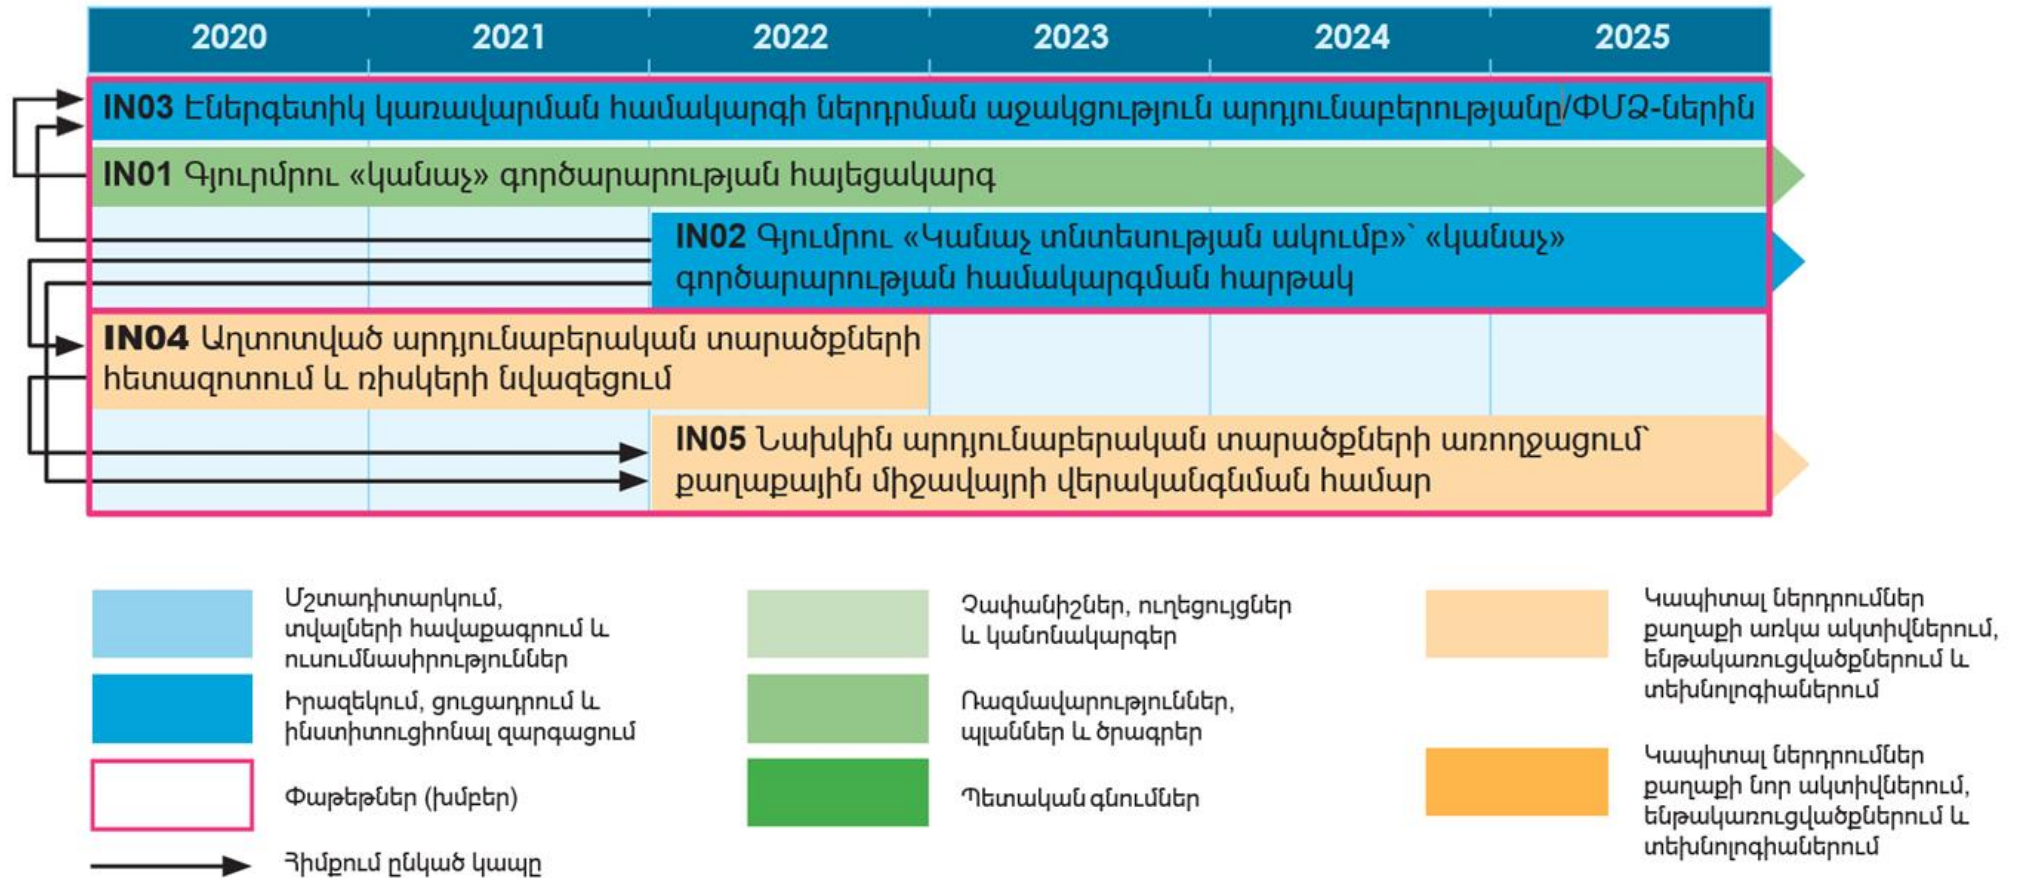 2020 2021 2022 2023 2024 2025
IN03 Էներգետիկ կառավարման համակարգի ներդրման աջակցություն արդյունաբերությանը/ՓՄՁ-ներին
IN01 Գյուրմրու «կանաչ» գործարարության հայեցակարգ
IN02 Գյումրու «Կանաչ տնտեսության ակումբ»՝ «կանաչ»
գործարարության համակարգման հարթակ
IN04 Աղտոտված արդյունաբերական տարածքների
հետազոտում և ռիսկերի նվազեցում
IN05 Նախկին արդյունաբերական տարածքների առողջացում՝
քաղաքային միջավայրի վերականգնման համար
Մշտադիտարկում,
տվալների հավաքագրում և
ուսումնասիրություններ
Իրազեկում, ցուցադրում և
ինստիտուցիոնալ զարգացում
Փաթեթներ (խմբեր)
Հիմքում ընկած կապը
Չափանիշներ, ուղեցույցներ
և կանոնակարգեր
Ռազմավարություններ,
պլաններ և ծրագրեր
Պետական գնումներ
Կապիտալ ներդրումներ
քաղաքի առկա ակտիվներում,
ենթակառուցվածքներում և
տեխնոլոգիաներում
Կապիտալ ներդրումներ
քաղաքի նոր ակտիվներում,
ենթակառուցվածքներում և
տեխնոլոգիաներում